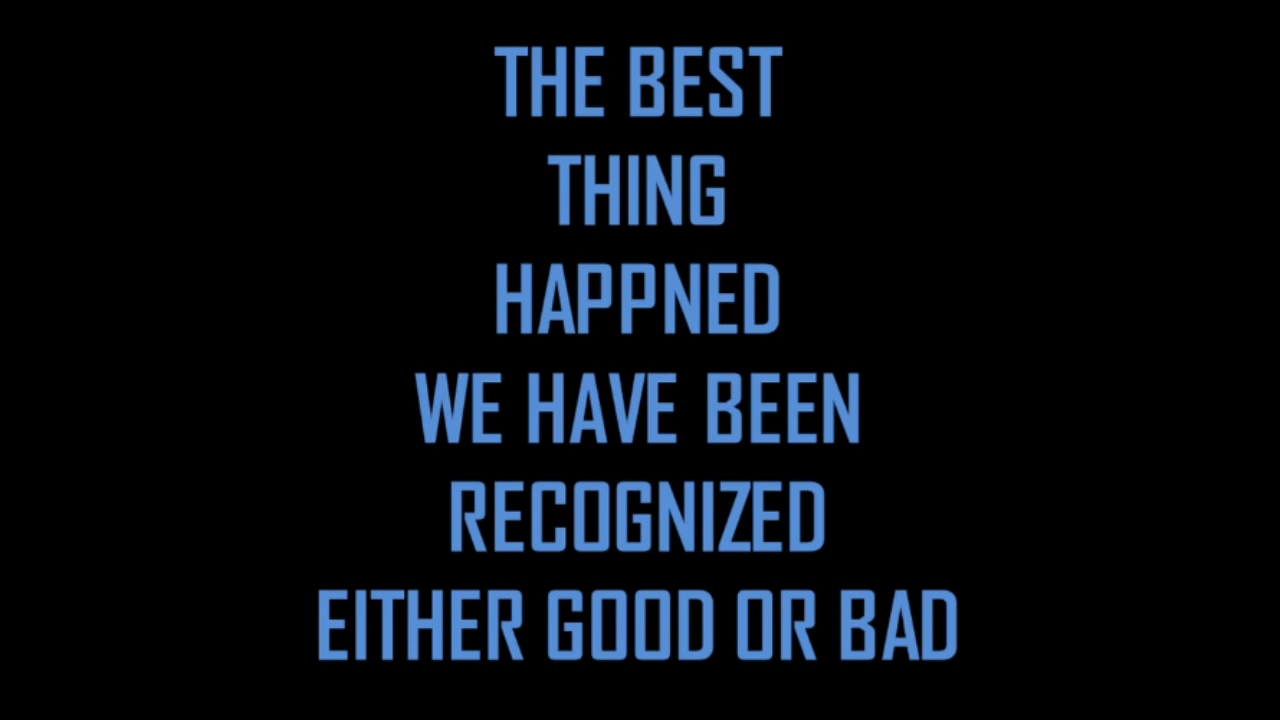 THE BEST
THING
HAPPNED
WE HAVE BEEN
RECOGNIZED
EITHER GOOD OR BAD